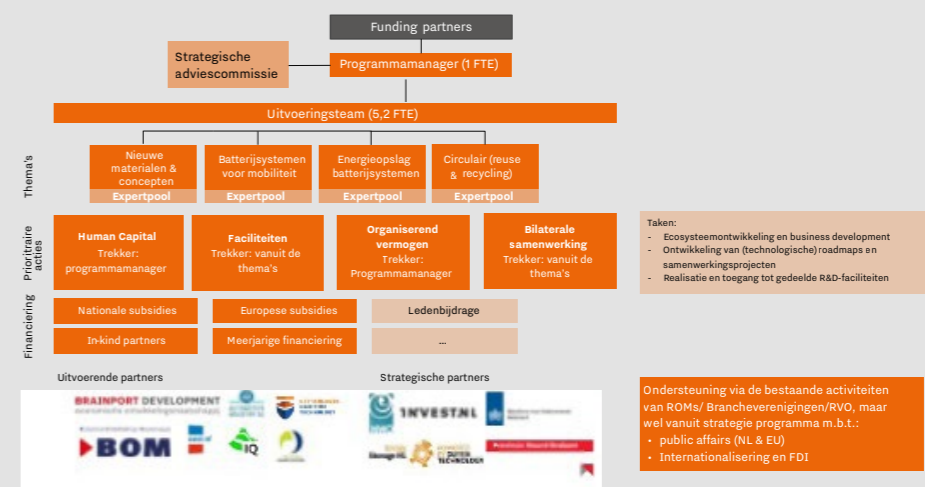 Funding partners
Strategische
adviescommissie
Programmamanager (1 FTE)
Uitvoeringsteam (5,2 FTE)
Thema's
Nieuwe
materialen &
concepten
Expertpool
Batterijsystemen
voor mobiliteit
Expertpool
Energieopslag
batterijsystemen
Expertpool
Circulair (reuse
& recycling)
Expertpool
Prioritraire
acties
Human Capital
Trekker:
programmamanager
Faciliteiten
Trekker: vanuit de
thema's
Organiserend
vermogen
Trekker:
Programmamanager
Bilaterale
samenwerking
Trekker: vanuit de
thema's
Taken:
- Ecosysteemontwikkeling en business development
- Ontwikkeling van (technologische) roadmaps en
samenwerkingsprojecten
- Realisatie en toegang tot gedeelde R&D-faciliteiten
Financiering
Nationale subsidies
Europese subsidies
Ledenbijdrage
In-kind partners
Meerjarige financiering
...
Uitvoerende partners
Strategische partners
BRAINPORT DEVELOPMENT
BOM
IQ
INVEST.NL
Storage NL
DUTCH
TECHNOLOGY
Ondersteuning via de bestaande activiteiten
van ROMs/ Brancheverenigingen/RVO, maar
wel vanuit strategie programma m.b.t.:
• public affairs (NL & EU)
• Internationalisering en FDI